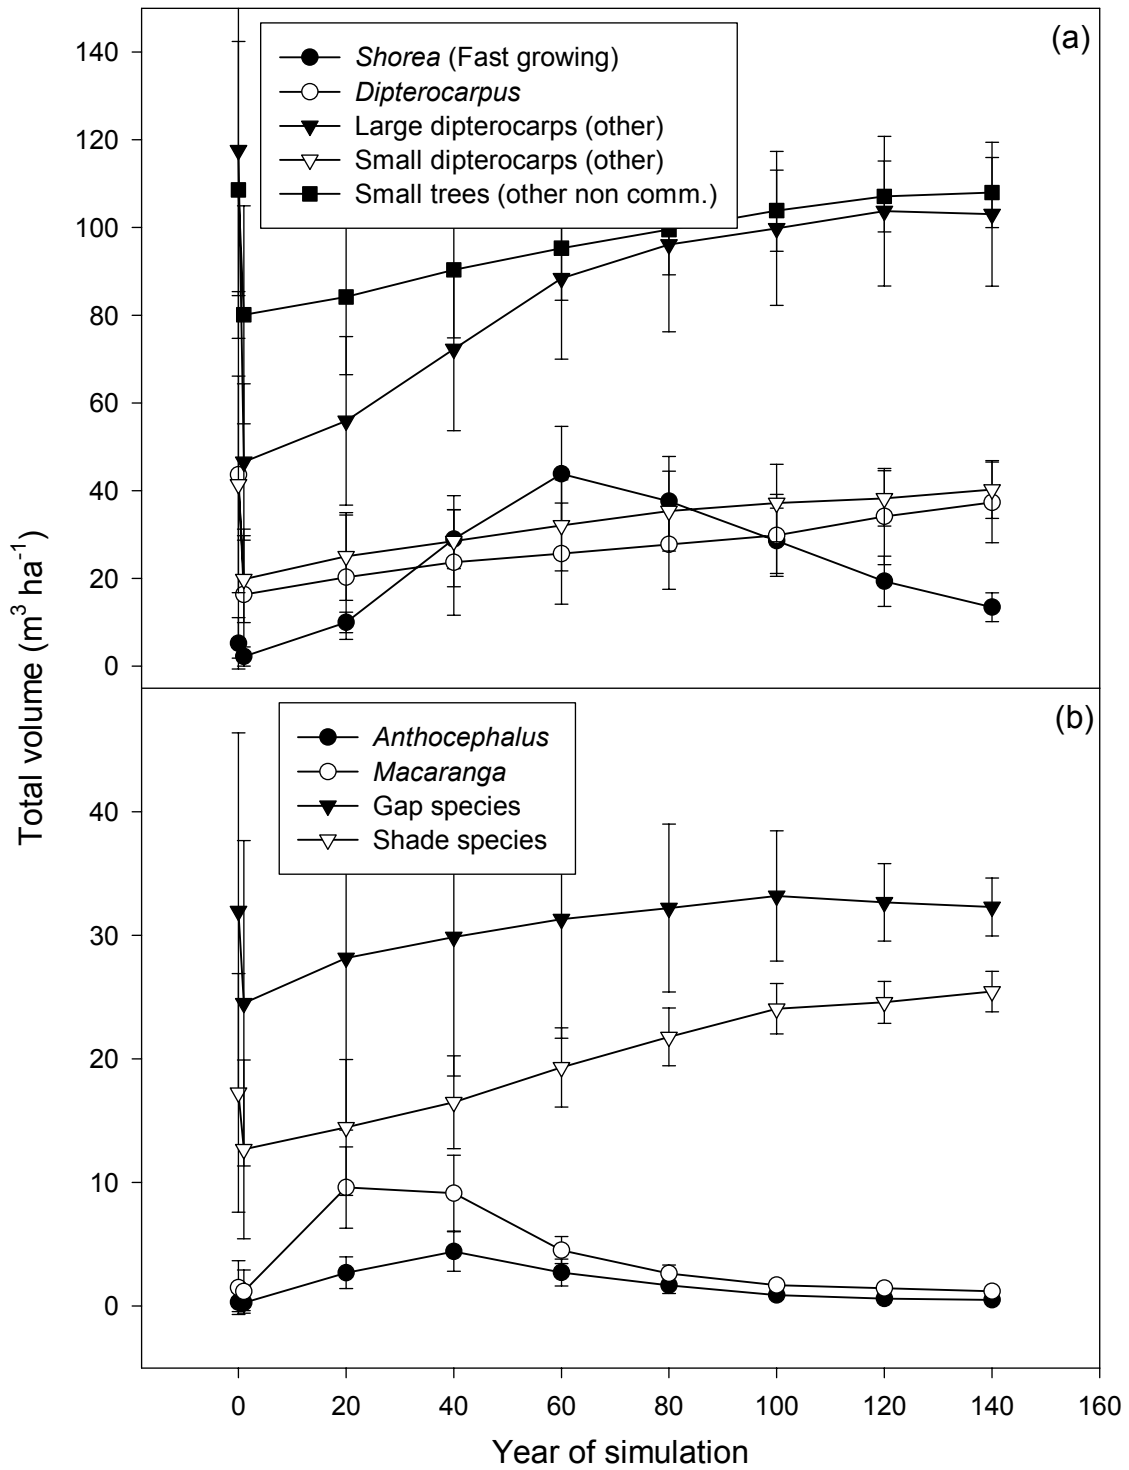 (a)
Shorea (Fast growing)
Dipterocarpus
Large dipterocarps (other)
Small dipterocarps (other)
Small trees (other non comm.)
140
120
100
80
60
40
20
0
Total volume (m³ ha⁻¹)
(b)
Anthocephalus
Macaranga
Gap species
Shade species
40
30
20
10
0
0 20 40 60 80 100 120 140 160
Year of simulation